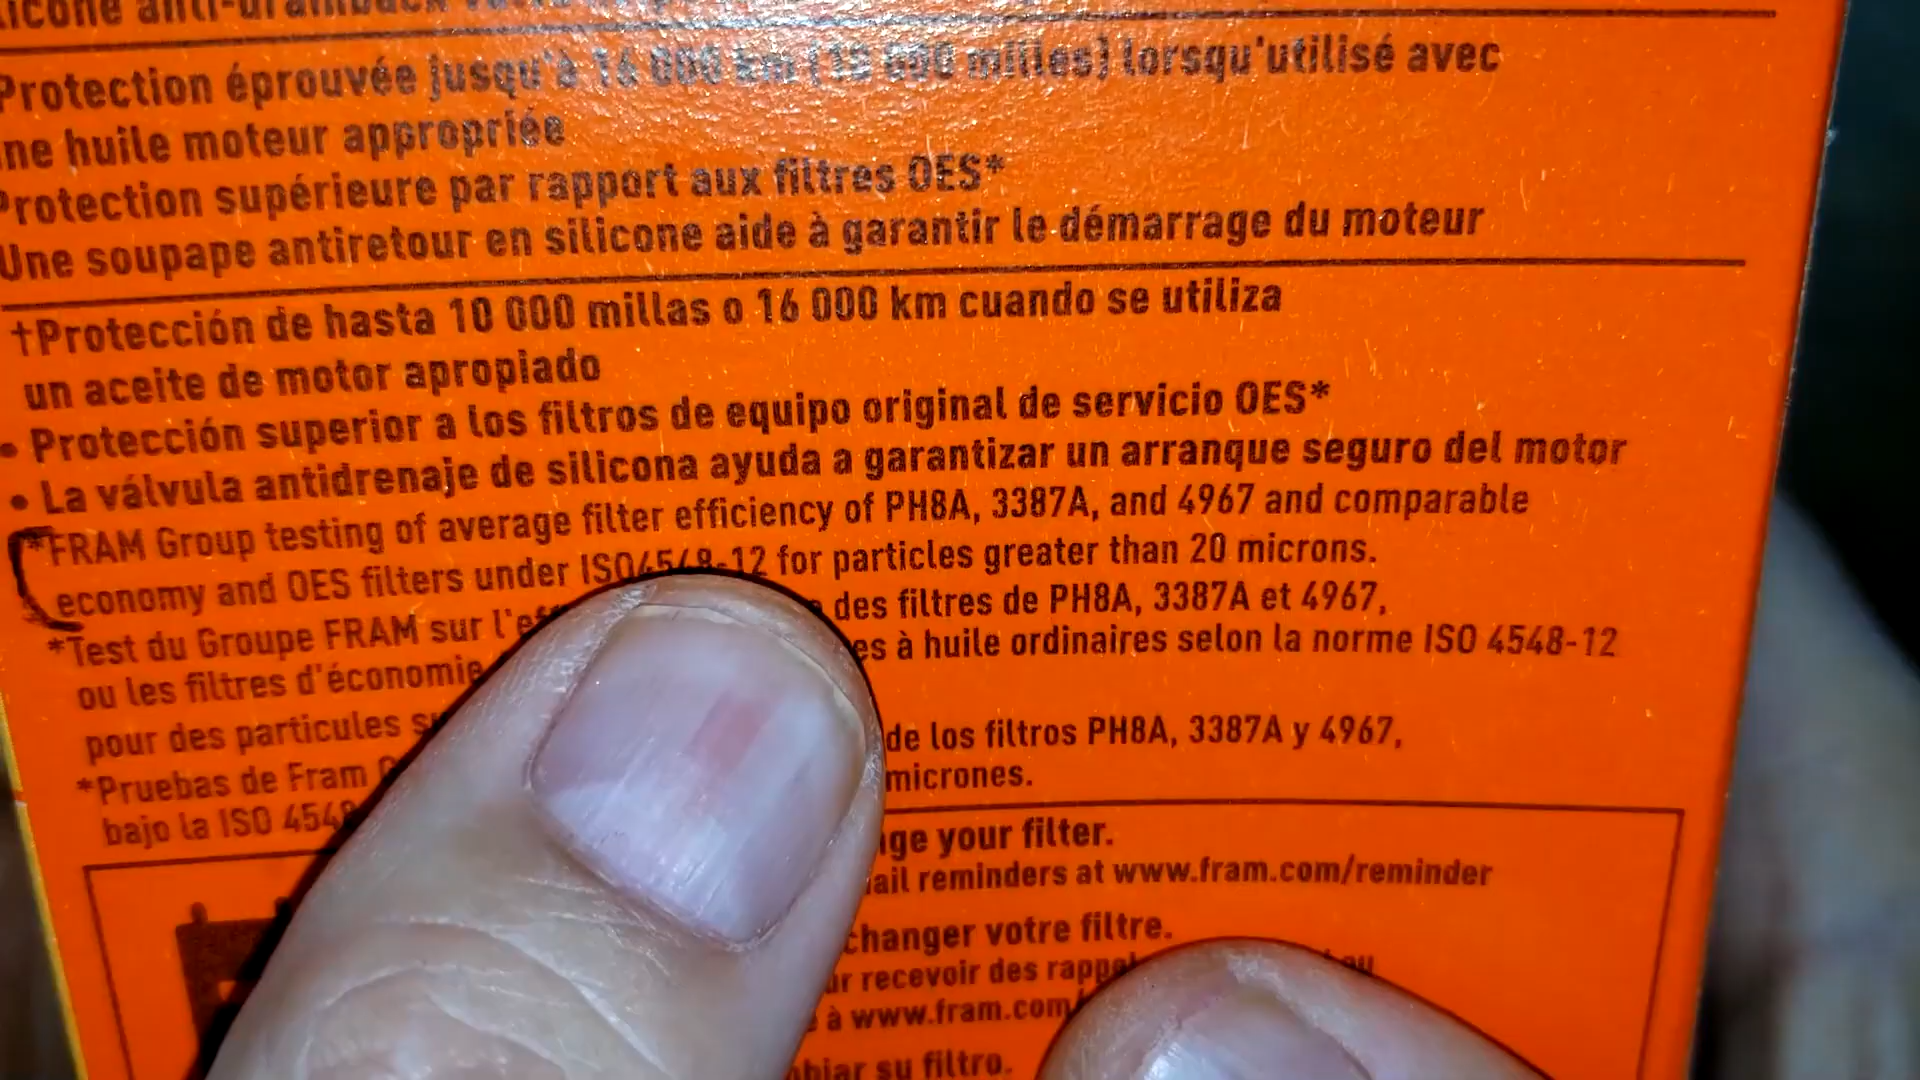 silicone anti-drainback
Protection éprouvée jusqu'à 16 000 km (10 000 milles) lorsqu'utilisé avec
une huile moteur appropriée
Protection supérieure par rapport aux filtres OES*
Une soupape antiretour en silicone aide à garantir le démarrage du moteur
†Protección de hasta 10 000 millas o 16 000 km cuando se utiliza
un aceite de motor apropiado
• Protección superior a los filtros de equipo original de servicio OES*
• La válvula antidrenaje de silicona ayuda a garantizar un arranque seguro del motor
*FRAM Group testing of average filter efficiency of PH8A, 3387A, and 4967 and comparable
economy and OES filters under ISO4548-12 for particles greater than 20 microns.
*Test du Groupe FRAM sur l'ef des filtres de PH8A, 3387A et 4967,
ou les filtres d'économie es à huile ordinaires selon la norme ISO 4548-12
pour des particules
*Pruebas de Fram de los filtros PH8A, 3387A y 4967,
bajo la ISO 454 micrones.
ge your filter.
ail reminders at www.fram.com/reminder
changer votre filtre.
ur recevoir des rappel ou
à www.fram.com/
biar su filtro.